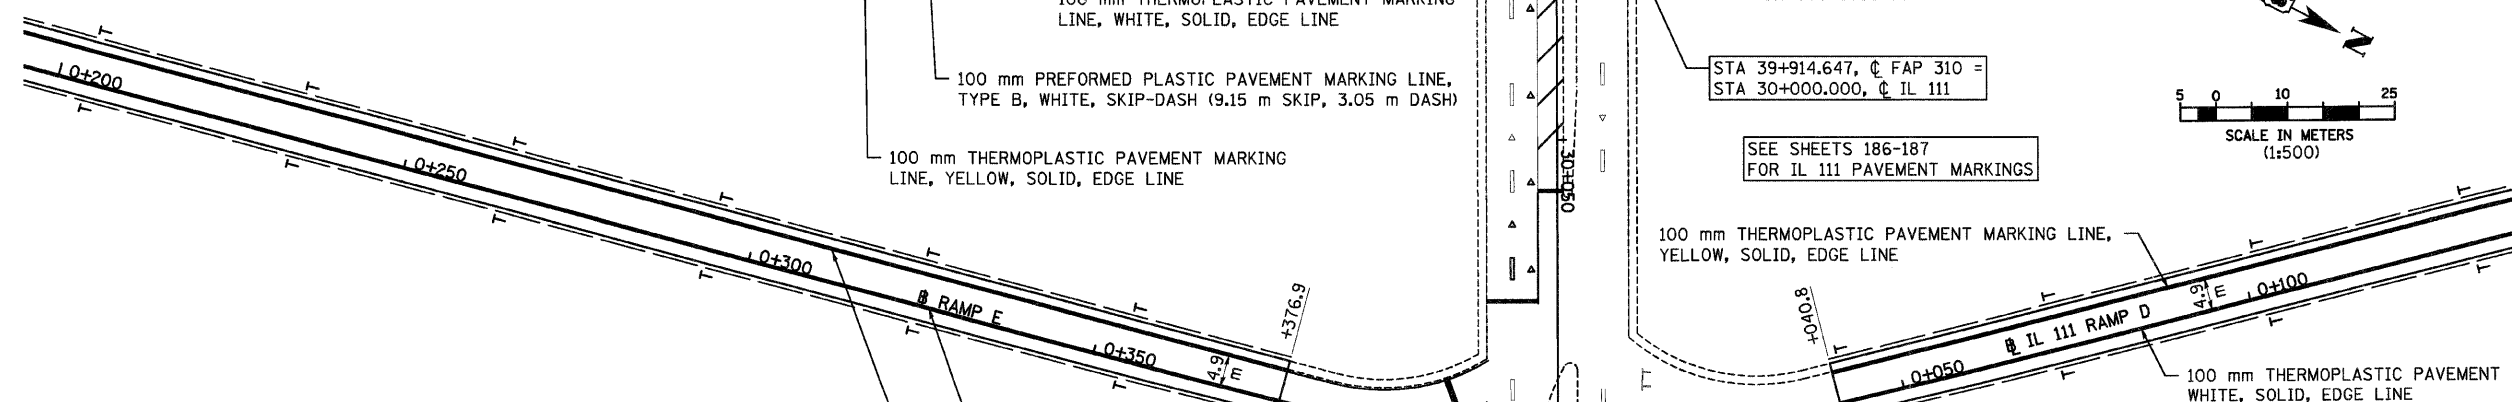 100 mm THERMOPLASTIC PAVEMENT MARKING
LINE, WHITE, SOLID, EDGE LINE
100 mm PREFORMED PLASTIC PAVEMENT MARKING LINE,
TYPE B, WHITE, SKIP-DASH (9.15 m SKIP, 3.05 m DASH)
100 mm THERMOPLASTIC PAVEMENT MARKING
LINE, YELLOW, SOLID, EDGE LINE
0+200
0+250
0+300
℄ RAMP E
0+350
4.9 m
+376.9
30+050
STA 39+914.647, ℄ FAP 310 =
STA 30+000.000, ℄ IL 111
SEE SHEETS 186-187
FOR IL 111 PAVEMENT MARKINGS
N
5 0 10 25
SCALE IN METERS
(1:500)
100 mm THERMOPLASTIC PAVEMENT MARKING LINE,
YELLOW, SOLID, EDGE LINE
+040.8
0+050
IL 111 RAMP D
4.9 m
0+100
100 mm THERMOPLASTIC PAVEMENT
WHITE, SOLID, EDGE LINE